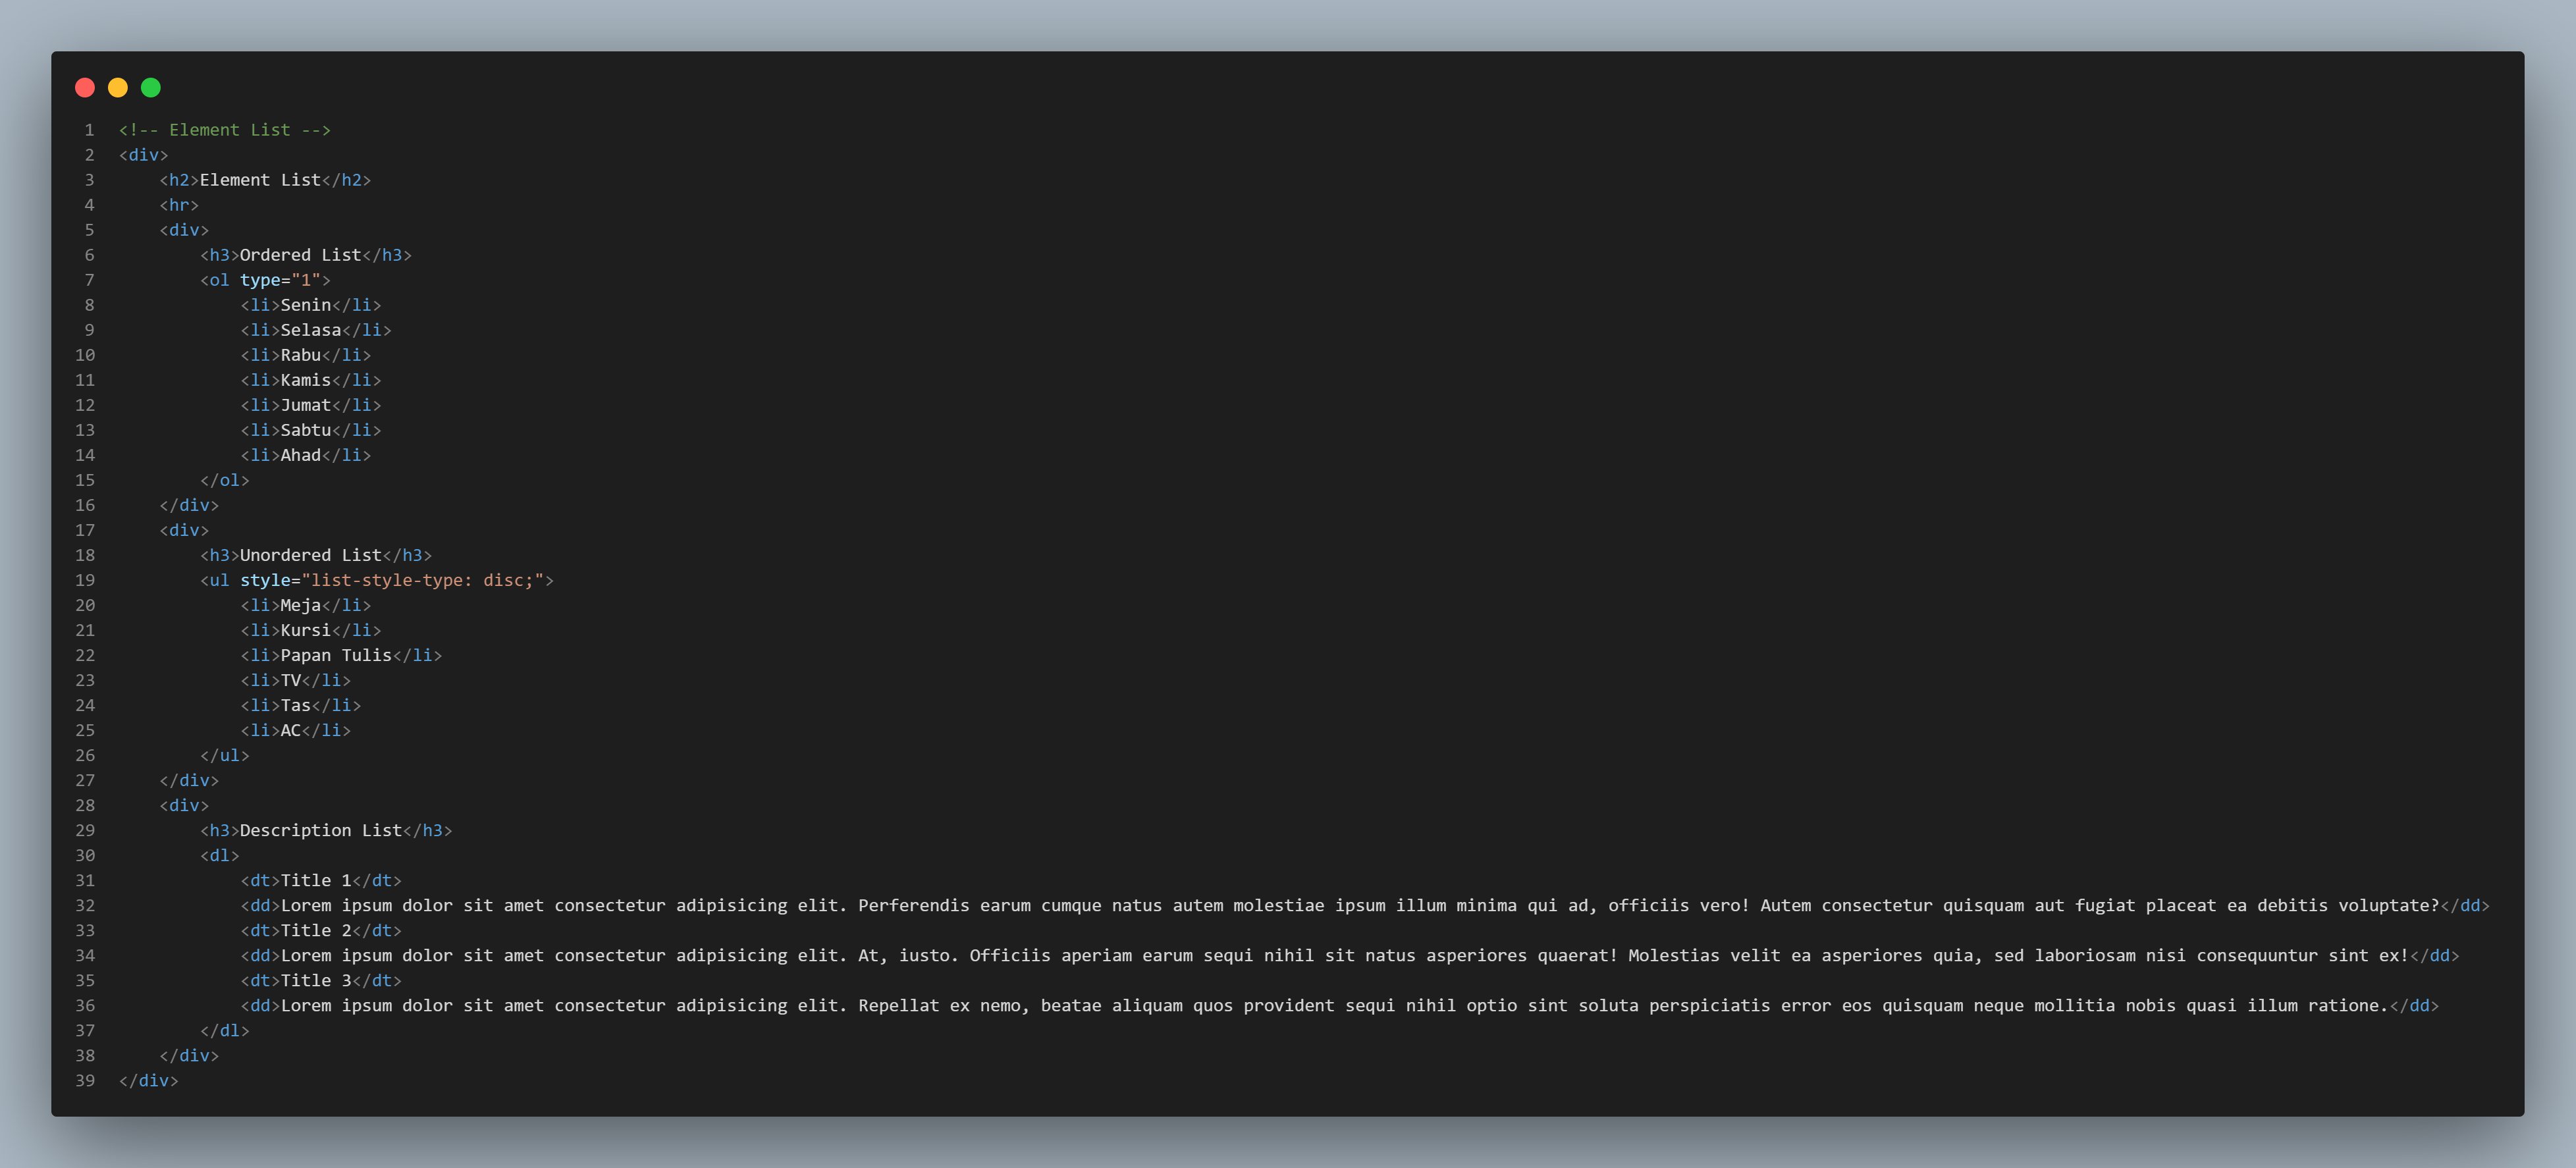 1 <!-- Element List -->
2 <div>
3     <h2>Element List</h2>
4     <hr>
5     <div>
6         <h3>Ordered List</h3>
7         <ol type="1">
8             <li>Senin</li>
9             <li>Selasa</li>
10             <li>Rabu</li>
11             <li>Kamis</li>
12             <li>Jumat</li>
13             <li>Sabtu</li>
14             <li>Ahad</li>
15         </ol>
16     </div>
17     <div>
18         <h3>Unordered List</h3>
19         <ul style="list-style-type: disc;">
20             <li>Meja</li>
21             <li>Kursi</li>
22             <li>Papan Tulis</li>
23             <li>TV</li>
24             <li>Tas</li>
25             <li>AC</li>
26         </ul>
27     </div>
28     <div>
29         <h3>Description List</h3>
30         <dl>
31             <dt>Title 1</dt>
32             <dd>Lorem ipsum dolor sit amet consectetur adipisicing elit. Perferendis earum cumque natus autem molestiae ipsum illum minima qui ad, officiis vero! Autem consectetur quisquam aut fugiat placeat ea debitis voluptate?</dd>
33             <dt>Title 2</dt>
34             <dd>Lorem ipsum dolor sit amet consectetur adipisicing elit. At, iusto. Officiis aperiam earum sequi nihil sit natus asperiores quaerat! Molestias velit ea asperiores quia, sed laboriosam nisi consequuntur sint ex!</dd>
35             <dt>Title 3</dt>
36             <dd>Lorem ipsum dolor sit amet consectetur adipisicing elit. Repellat ex nemo, beatae aliquam quos provident sequi nihil optio sint soluta perspiciatis error eos quisquam neque mollitia nobis quasi illum ratione.</dd>
37         </dl>
38     </div>
39 </div>